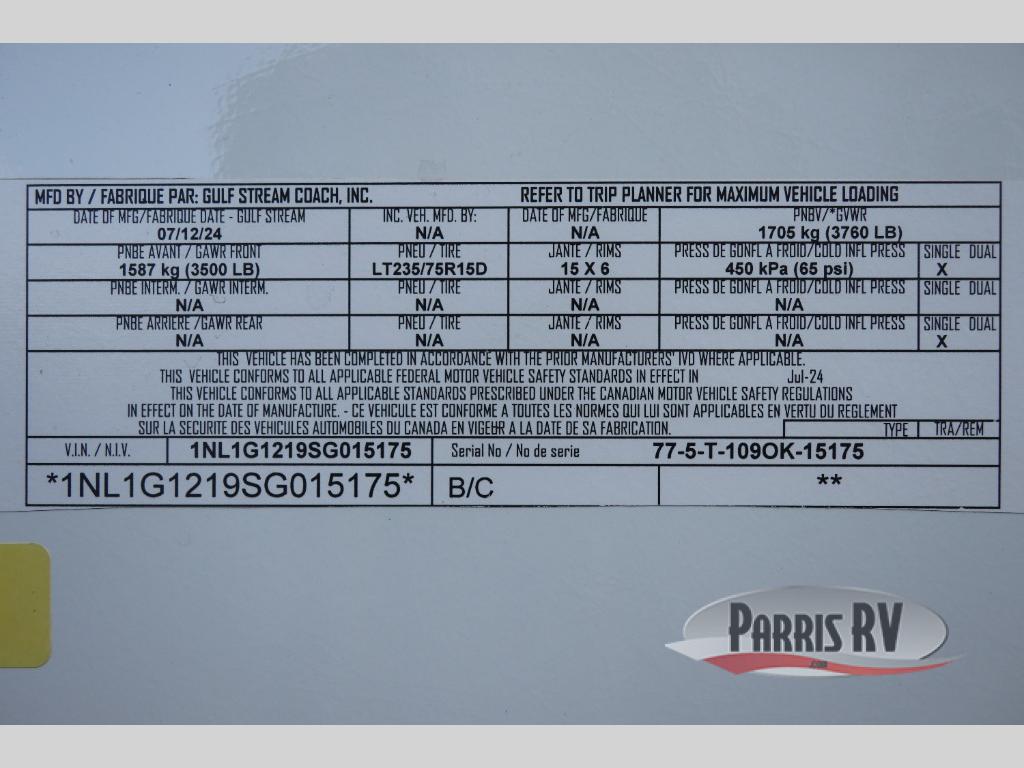 MFD BY / FABRIQUE PAR: GULF STREAM COACH, INC. REFER TO TRIP PLANNER FOR MAXIMUM VEHICLE LOADING
DATE OF MFG/FABRIQUE DATE - GULF STREAM INC. VEH. MFD. BY: DATE OF MFG/FABRIQUE PNBV/*GVWR
07/12/24 N/A N/A 1705 kg (3760 LB)
PNBE AVANT / GAWR FRONT PNEU / TIRE JANTE / RIMS PRESS DE GONFL A FROID/COLD INFL PRESS SINGLE DUAL
1587 kg (3500 LB) LT235/75R15D 15 X 6 450 kPa (65 psi) X
PNBE INTERM. / GAWR INTERM. PNEU / TIRE JANTE / RIMS PRESS DE GONFL A FROID/COLD INFL PRESS SINGLE DUAL
N/A N/A N/A N/A
PNBE ARRIERE /GAWR REAR PNEU / TIRE JANTE / RIMS PRESS DE GONFL A FROID/COLD INFL PRESS SINGLE DUAL
N/A N/A N/A N/A X
THIS VEHICLE HAS BEEN COMPLETED IN ACCORDANCE WITH THE PRIOR MANUFACTURERS' IVD WHERE APPLICABLE.
THIS VEHICLE CONFORMS TO ALL APPLICABLE FEDERAL MOTOR VEHICLE SAFETY STANDARDS IN EFFECT IN Jul-24
THIS VEHICLE CONFORMS TO ALL APPLICABLE STANDARDS PRESCRIBED UNDER THE CANADIAN MOTOR VEHICLE SAFETY REGULATIONS
IN EFFECT ON THE DATE OF MANUFACTURE. - CE VEHICULE EST CONFORME A TOUTES LES NORMES QUI LUI SONT APPLICABLES EN VERTU DU REGLEMENT
SUR LA SECURITE DES VEHICULES AUTOMOBILES DU CANADA EN VIGEUR A LA DATE DE SA FABRICATION. TYPE TRA/REM
V.I.N. / N.I.V. 1NL1G1219SG015175 Serial No / No de serie 77-5-T-109OK-15175
*1NL1G1219SG015175* B/C **
PARRIS RV
.com